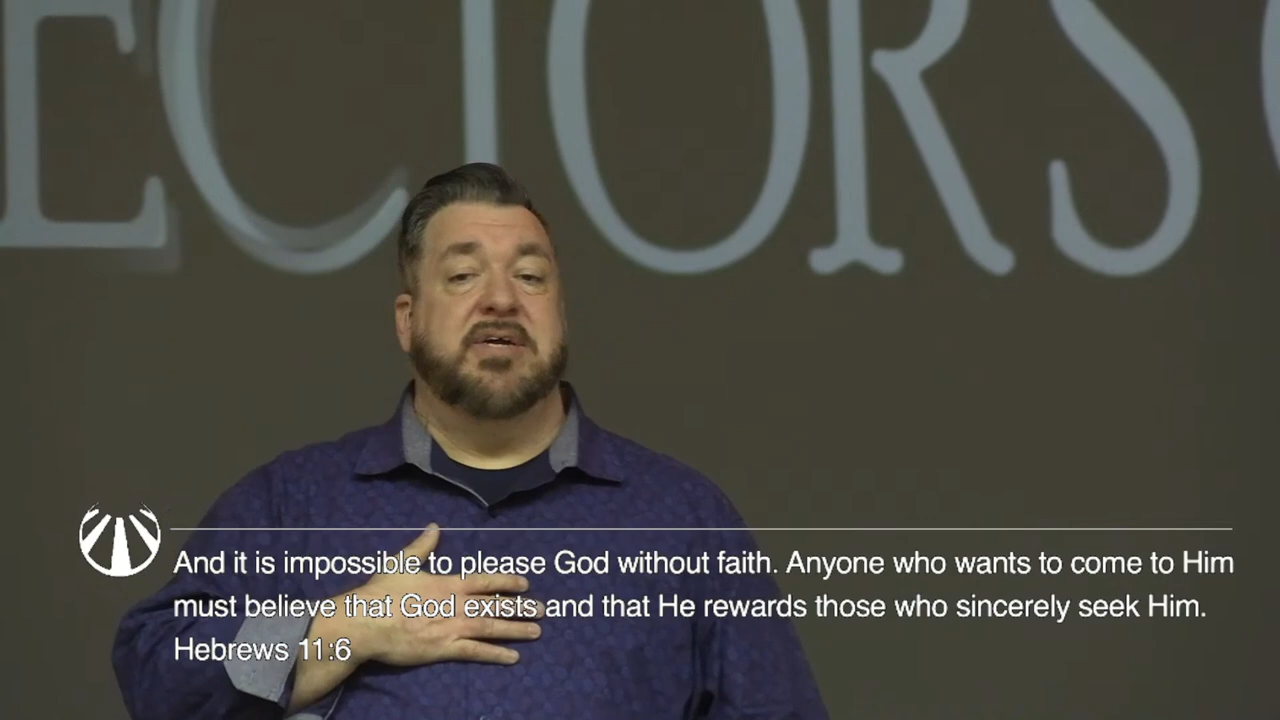 ECTORS
And it is impossible to please God without faith. Anyone who wants to come to Him
must believe that God exists and that He rewards those who sincerely seek Him.
Hebrews 11:6